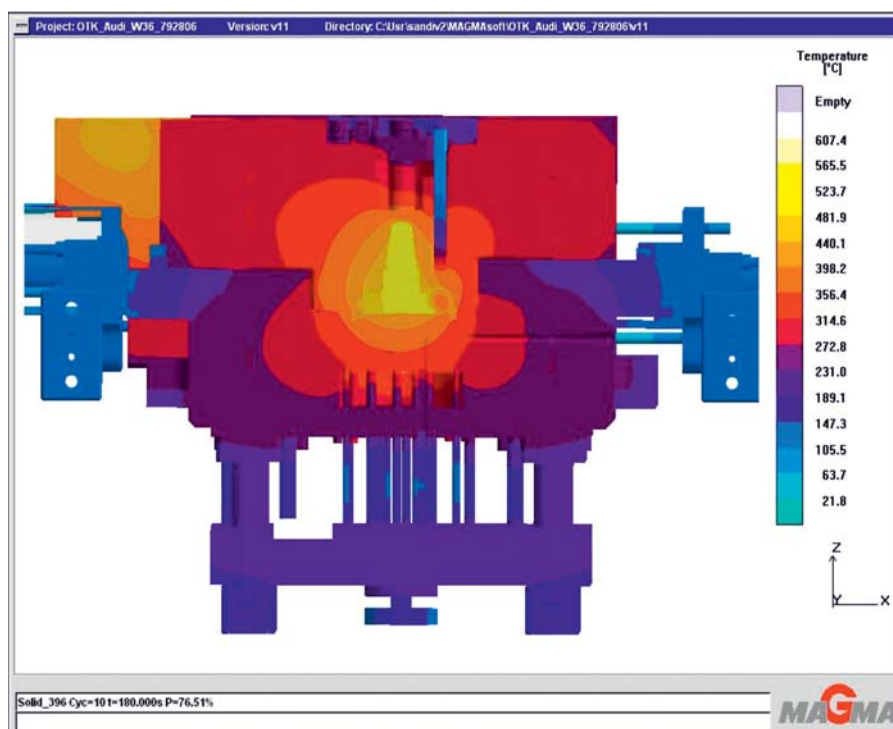 Project: OTK_Audi_W36_792806 Version: v11 Directory: C:\Usr\sandiv2\MAGMAsoft\OTK_Audi_W36_792806\v11
Temperature
[°C]
Empty
607.4
565.5
523.7
481.9
440.1
398.2
356.4
314.6
272.8
231.0
189.1
147.3
105.5
63.7
21.8
Z
Y X
Solid_396 Cyc=10 t=180.000s P=76.51%
MAGMA